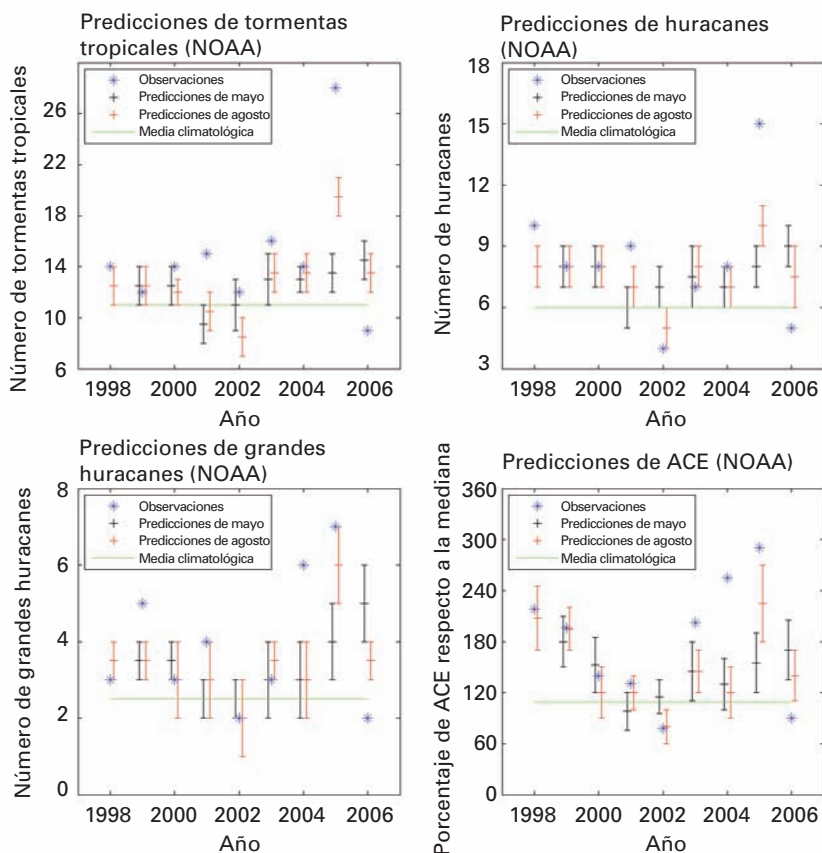 Predicciones de tormentas
tropicales (NOAA)
Número de tormentas tropicales
26
22
18
14
10
6
Observaciones
Predicciones de mayo
Predicciones de agosto
Media climatológica
1998 2000 2002 2004 2006
Año
Predicciones de huracanes
(NOAA)
Número de huracanes
18
15
12
9
6
3
Observaciones
Predicciones de mayo
Predicciones de agosto
Media climatológica
1998 2000 2002 2004 2006
Año
Predicciones de grandes
huracanes (NOAA)
Número de grandes huracanes
8
6
4
2
0
Observaciones
Predicciones de mayo
Predicciones de agosto
Media climatológica
1998 2000 2002 2004 2006
Año
Predicciones de ACE (NOAA)
Porcentaje de ACE respecto a la mediana
360
300
240
180
120
60
0
Observaciones
Predicciones de mayo
Predicciones de agosto
Media climatológica
1998 2000 2002 2004 2006
Año